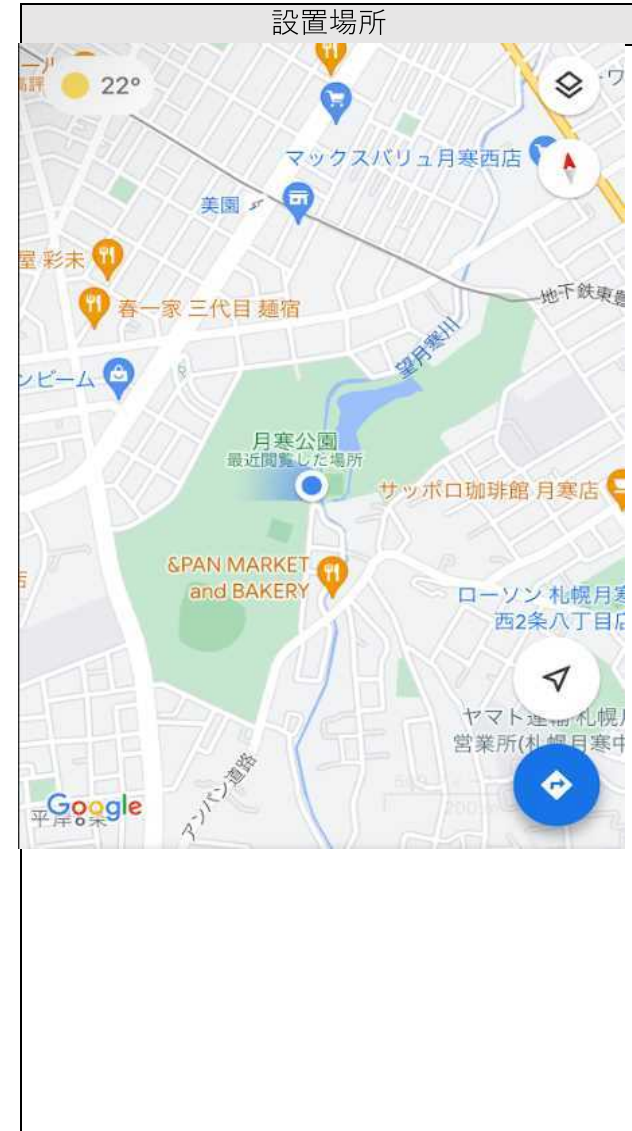 設置場所
22°
マックスバリュ月寒西店
美園
屋 彩未
春一家 三代目 麺宿
地下鉄東豊
ンビーム
望月寒川
月寒公園
最近閲覧した場所
サッポロ珈琲館 月寒店
&PAN MARKET
and BAKERY
ローソン 札幌月寒
西2条八丁目店
ヤマト運輸 札幌月
営業所(札幌月寒中
アンパン道路
Google